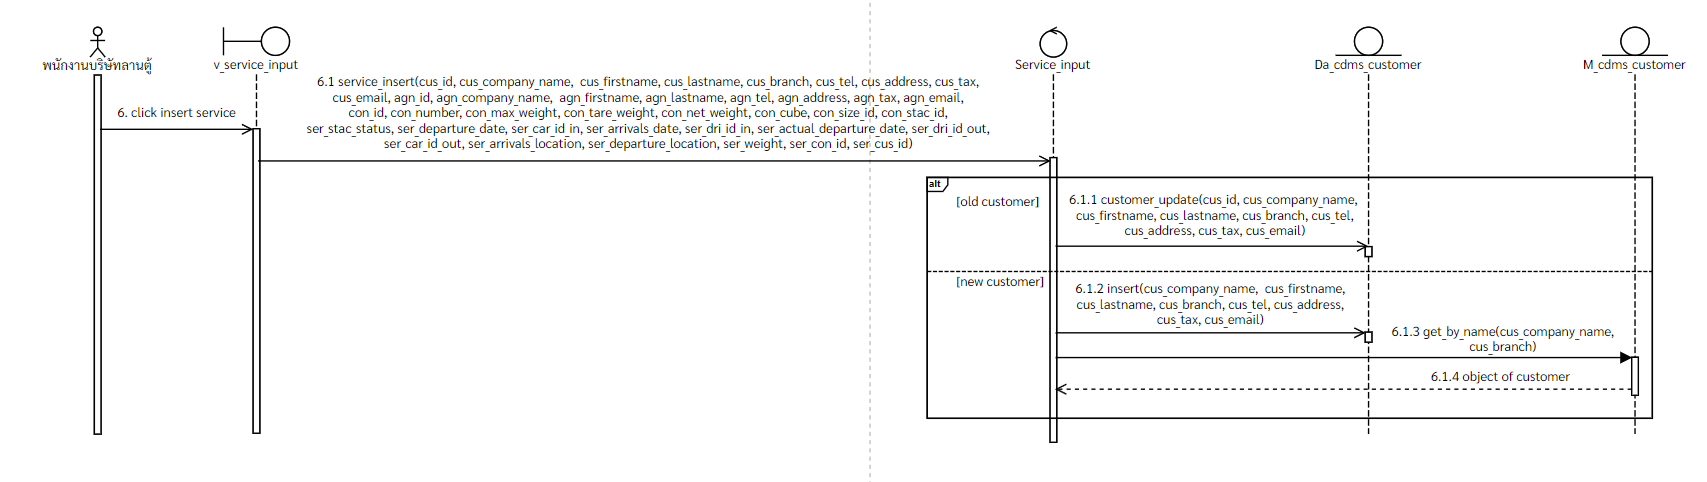 พนักงานบริษัทลานตู้
v_service_input
Service_input
Da_cdms_customer
M_cdms_customer
6. click insert service
6.1 service_insert(cus_id, cus_company_name,  cus_firstname, cus_lastname, cus_branch, cus_tel, cus_address, cus_tax,
cus_email, agn_id, agn_company_name,  agn_firstname, agn_lastname, agn_tel, agn_address, agn_tax, agn_email,
con_id, con_number, con_max_weight, con_tare_weight, con_net_weight, con_cube, con_size_id, con_stac_id,
ser_stac_status, ser_departure_date, ser_car_id_in, ser_arrivals_date, ser_dri_id_in, ser_actual_departure_date, ser_dri_id_out,
ser_car_id_out, ser_arrivals_location, ser_departure_location, ser_weight, ser_con_id, ser_cus_id)
alt
[old customer]
6.1.1 customer_update(cus_id, cus_company_name,
cus_firstname, cus_lastname, cus_branch, cus_tel,
cus_address, cus_tax, cus_email)
[new customer]
6.1.2 insert(cus_company_name,  cus_firstname,
cus_lastname, cus_branch, cus_tel, cus_address,
cus_tax, cus_email)
6.1.3 get_by_name(cus_company_name,
cus_branch)
6.1.4 object of customer